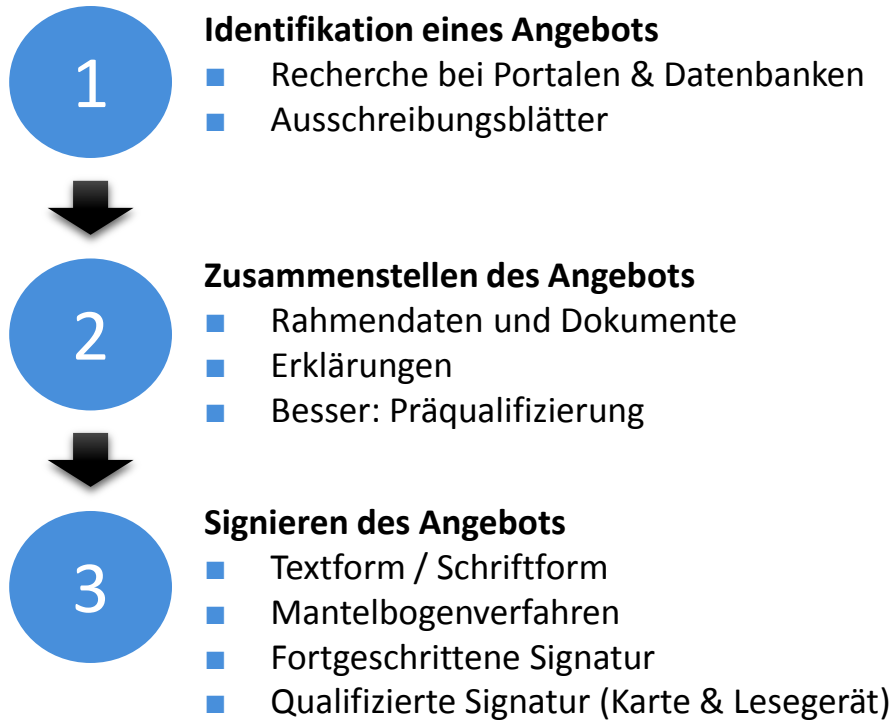 1
Identifikation eines Angebots
■ Recherche bei Portalen & Datenbanken
■ Ausschreibungsblätter
2
Zusammenstellen des Angebots
■ Rahmendaten und Dokumente
■ Erklärungen
■ Besser: Präqualifizierung
3
Signieren des Angebots
■ Textform / Schriftform
■ Mantelbogenverfahren
■ Fortgeschrittene Signatur
■ Qualifizierte Signatur (Karte & Lesegerät)